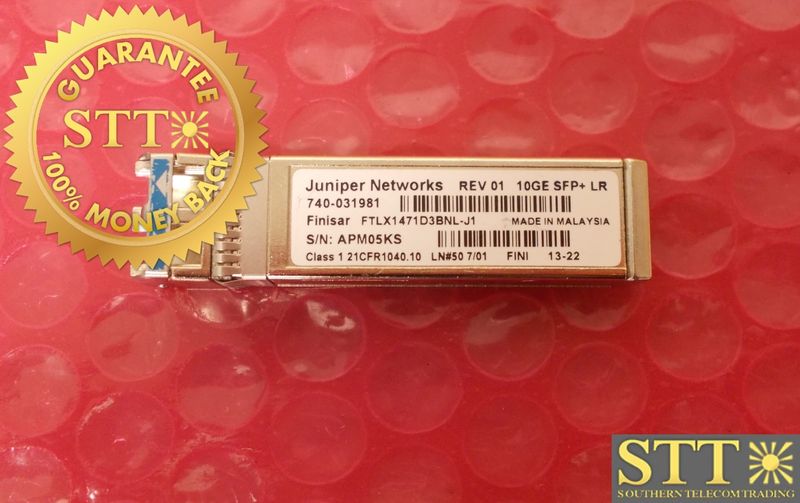 GUARANTEE
STT
100% MONEY BACK
Juniper Networks REV 01 10GE SFP+ LR
740-031981
Finisar FTLX1471D3BNL-J1 MADE IN MALAYSIA
S/N: APM05KS
Class 1 21CFR1040.10 LN#50 7/01 FINI 13-22
STT
SOUTHERN TELECOM TRADING